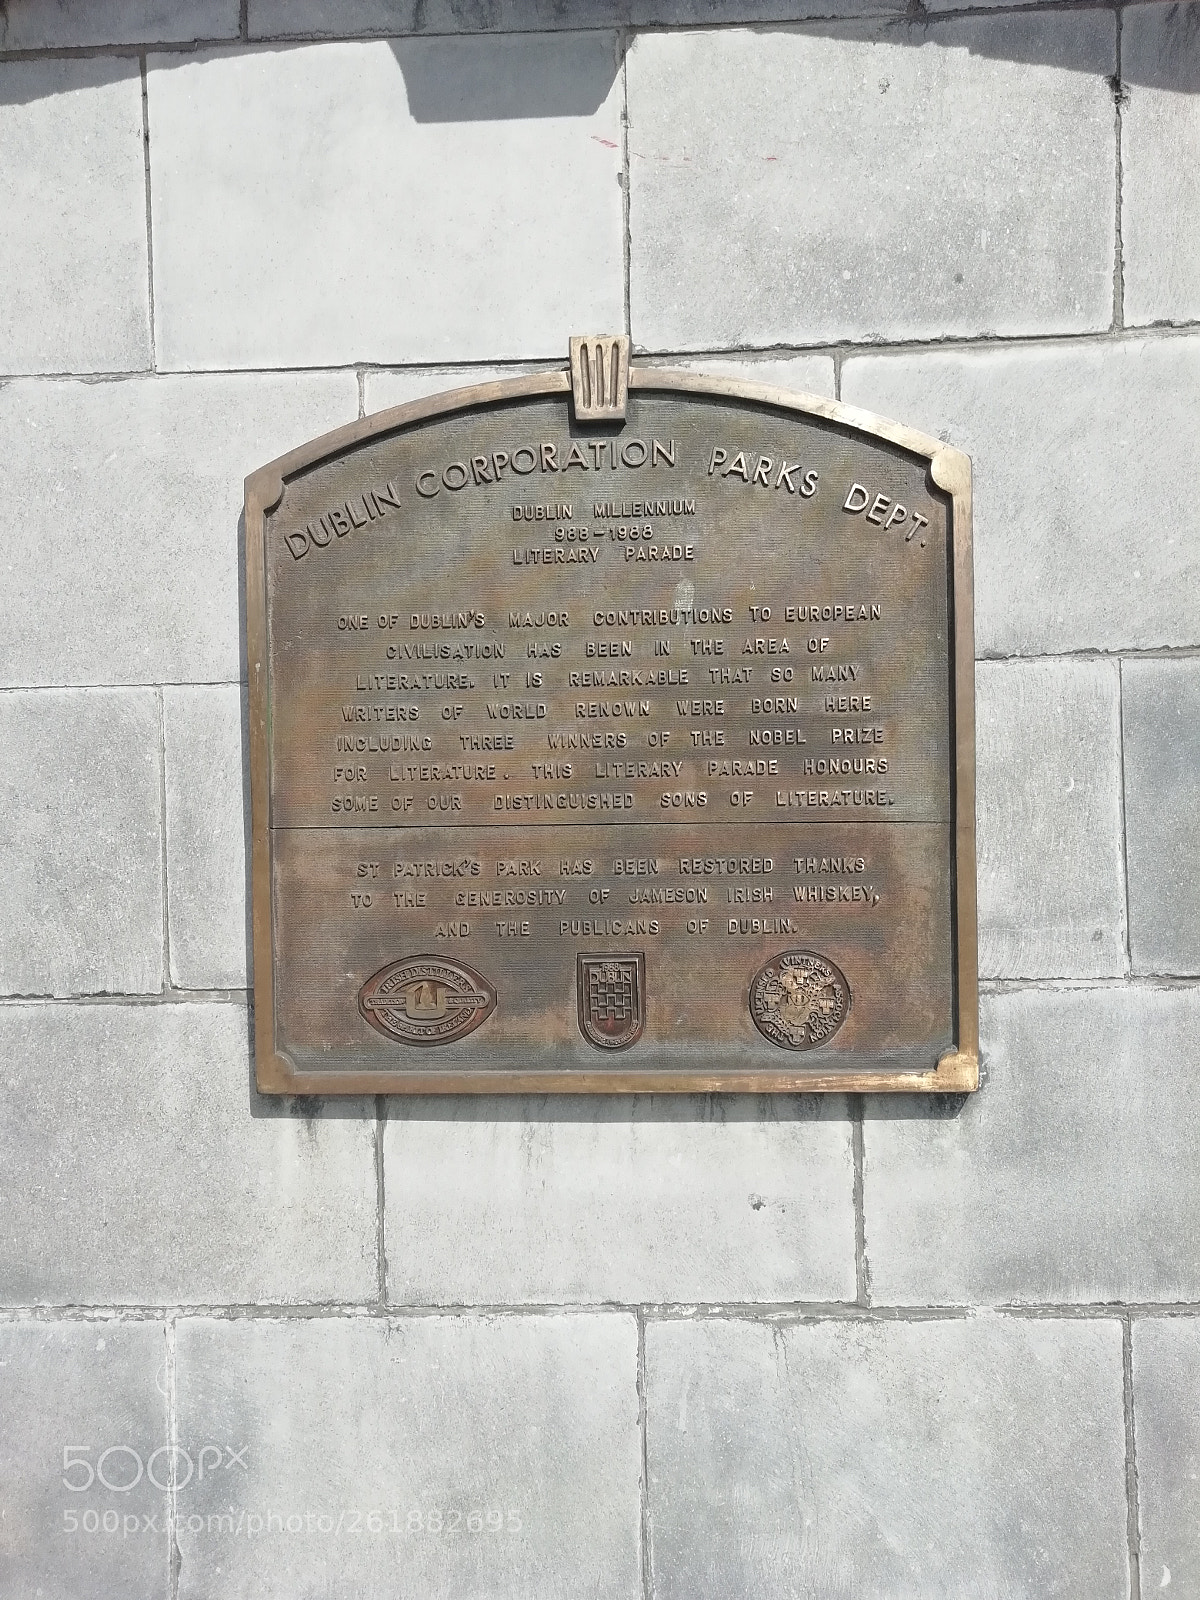 DUBLIN CORPORATION PARKS DEPT.
DUBLIN MILLENNIUM
988-1988
LITERARY PARADE
ONE OF DUBLIN'S MAJOR CONTRIBUTIONS TO EUROPEAN
CIVILISATION HAS BEEN IN THE AREA OF
LITERATURE. IT IS REMARKABLE THAT SO MANY
WRITERS OF WORLD RENOWN WERE BORN HERE
INCLUDING THREE WINNERS OF THE NOBEL PRIZE
FOR LITERATURE. THIS LITERARY PARADE HONOURS
SOME OF OUR DISTINGUISHED SONS OF LITERATURE.
ST PATRICK'S PARK HAS BEEN RESTORED THANKS
TO THE GENEROSITY OF JAMESON IRISH WHISKEY,
AND THE PUBLICANS OF DUBLIN.
IRISH DISTILLERS
1988
DUBLIN
THE LICENSED VINTNERS ASSOCIATION
500px
500px.com/photo/261882695